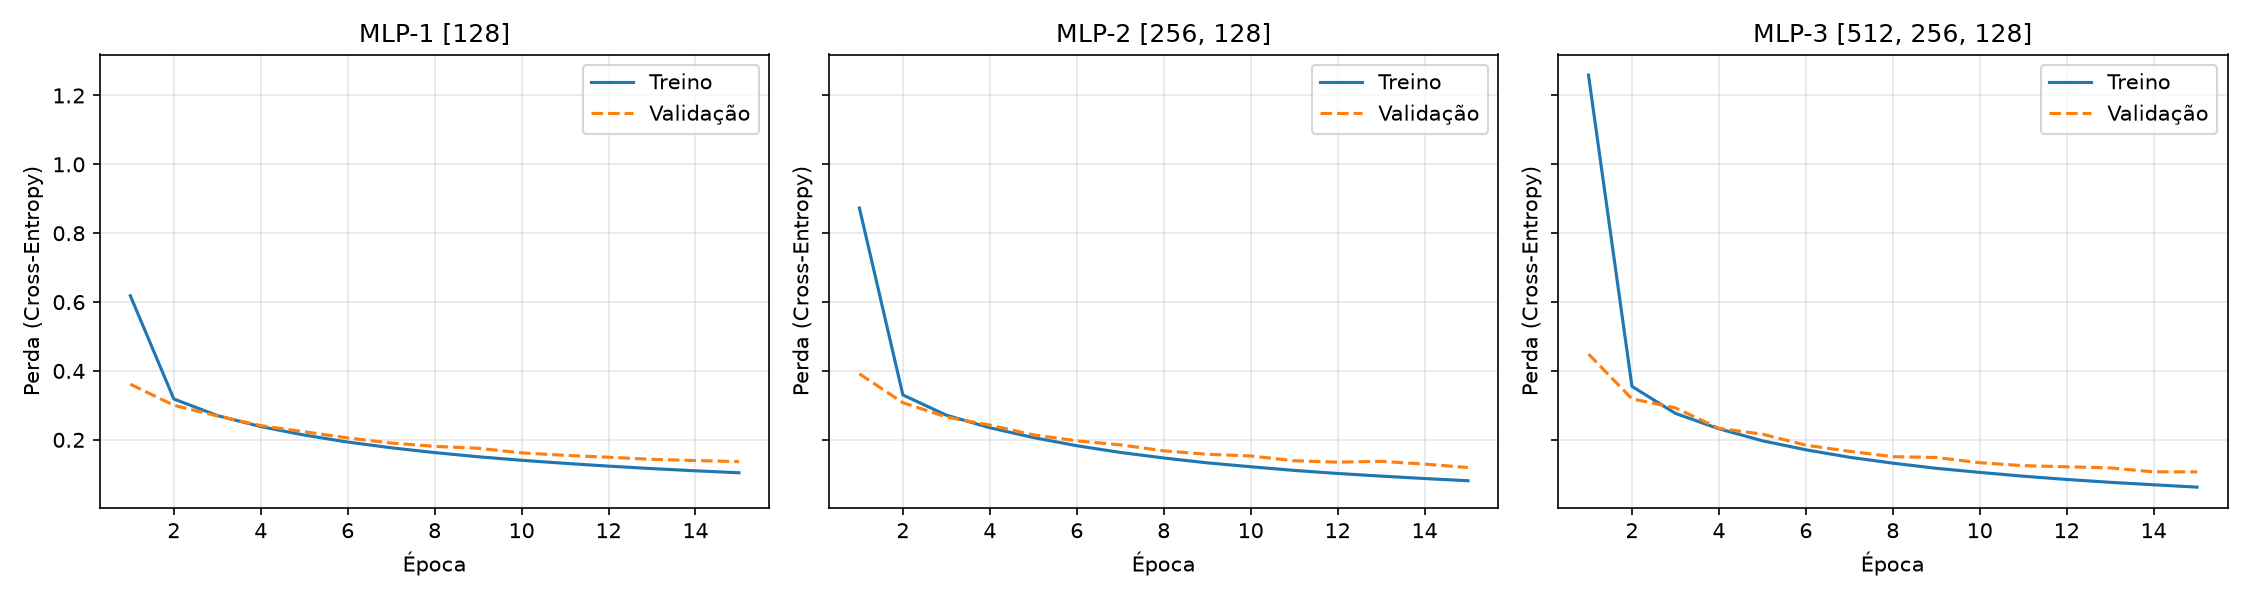 MLP-1 [128]
Treino
Validação
Perda (Cross-Entropy)
1.2
1.0
0.8
0.6
0.4
0.2
2 4 6 8 10 12 14
Época
MLP-2 [256, 128]
Treino
Validação
Perda (Cross-Entropy)
2 4 6 8 10 12 14
Época
MLP-3 [512, 256, 128]
Treino
Validação
Perda (Cross-Entropy)
2 4 6 8 10 12 14
Época